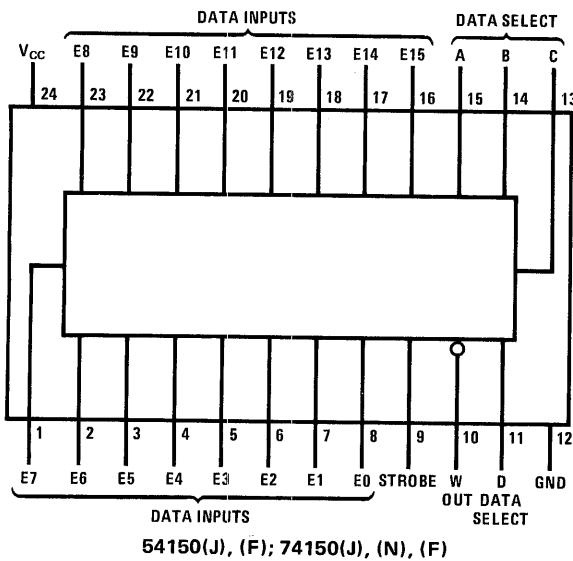 DATA INPUTS DATA SELECT
VCC E8 E9 E10 E11 E12 E13 E14 E15 A B C
24 23 22 21 20 19 18 17 16 15 14 13
1 2 3 4 5 6 7 8 9 10 11 12
E7 E6 E5 E4 E3 E2 E1 E0 STROBE W D GND
OUT DATA
DATA INPUTS SELECT
54150(J), (F); 74150(J), (N), (F)